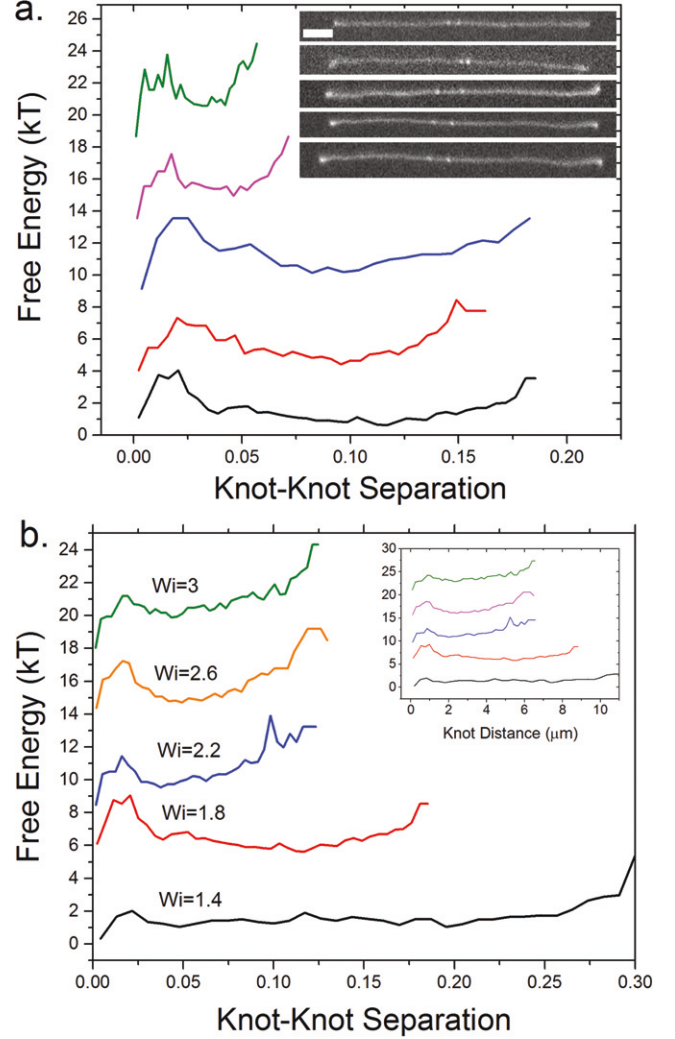 a.
26
24
22
20
18
16
14
12
10
8
6
4
2
0
Free Energy (kT)
0.00 0.05 0.10 0.15 0.20
Knot-Knot Separation
b.
24
22
20
18
16
14
12
10
8
6
4
2
0
Free Energy (kT)
Wi=3
Wi=2.6
Wi=2.2
Wi=1.8
Wi=1.4
30
25
20
15
10
5
0
0 2 4 6 8 10
Knot Distance (μm)
0.00 0.05 0.10 0.15 0.20 0.25 0.30
Knot-Knot Separation